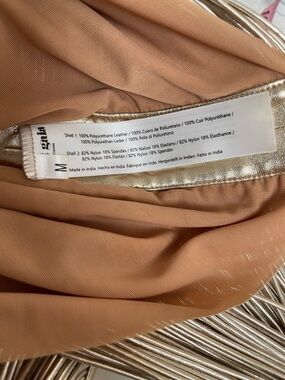 gaia
M
Shell 1: 100% Polyurethane Leather / 100% Cuero de Poliuretano / 100% Cuir Polyuréthane /
100% Polyurethan-Leder / 100% Pelle di Poliuretano
Shell 2: 82% Nylon 18% Spandex / 82% Nailon 18% Elastano / 82% Nylon 18% Élasthanne /
82% Nylon 18% Elastan / 82% Nylon 18% Spandex
Made in India. Hecho en India. Fabriqué en Inde. Hergestellt in Indien. Fatto in India